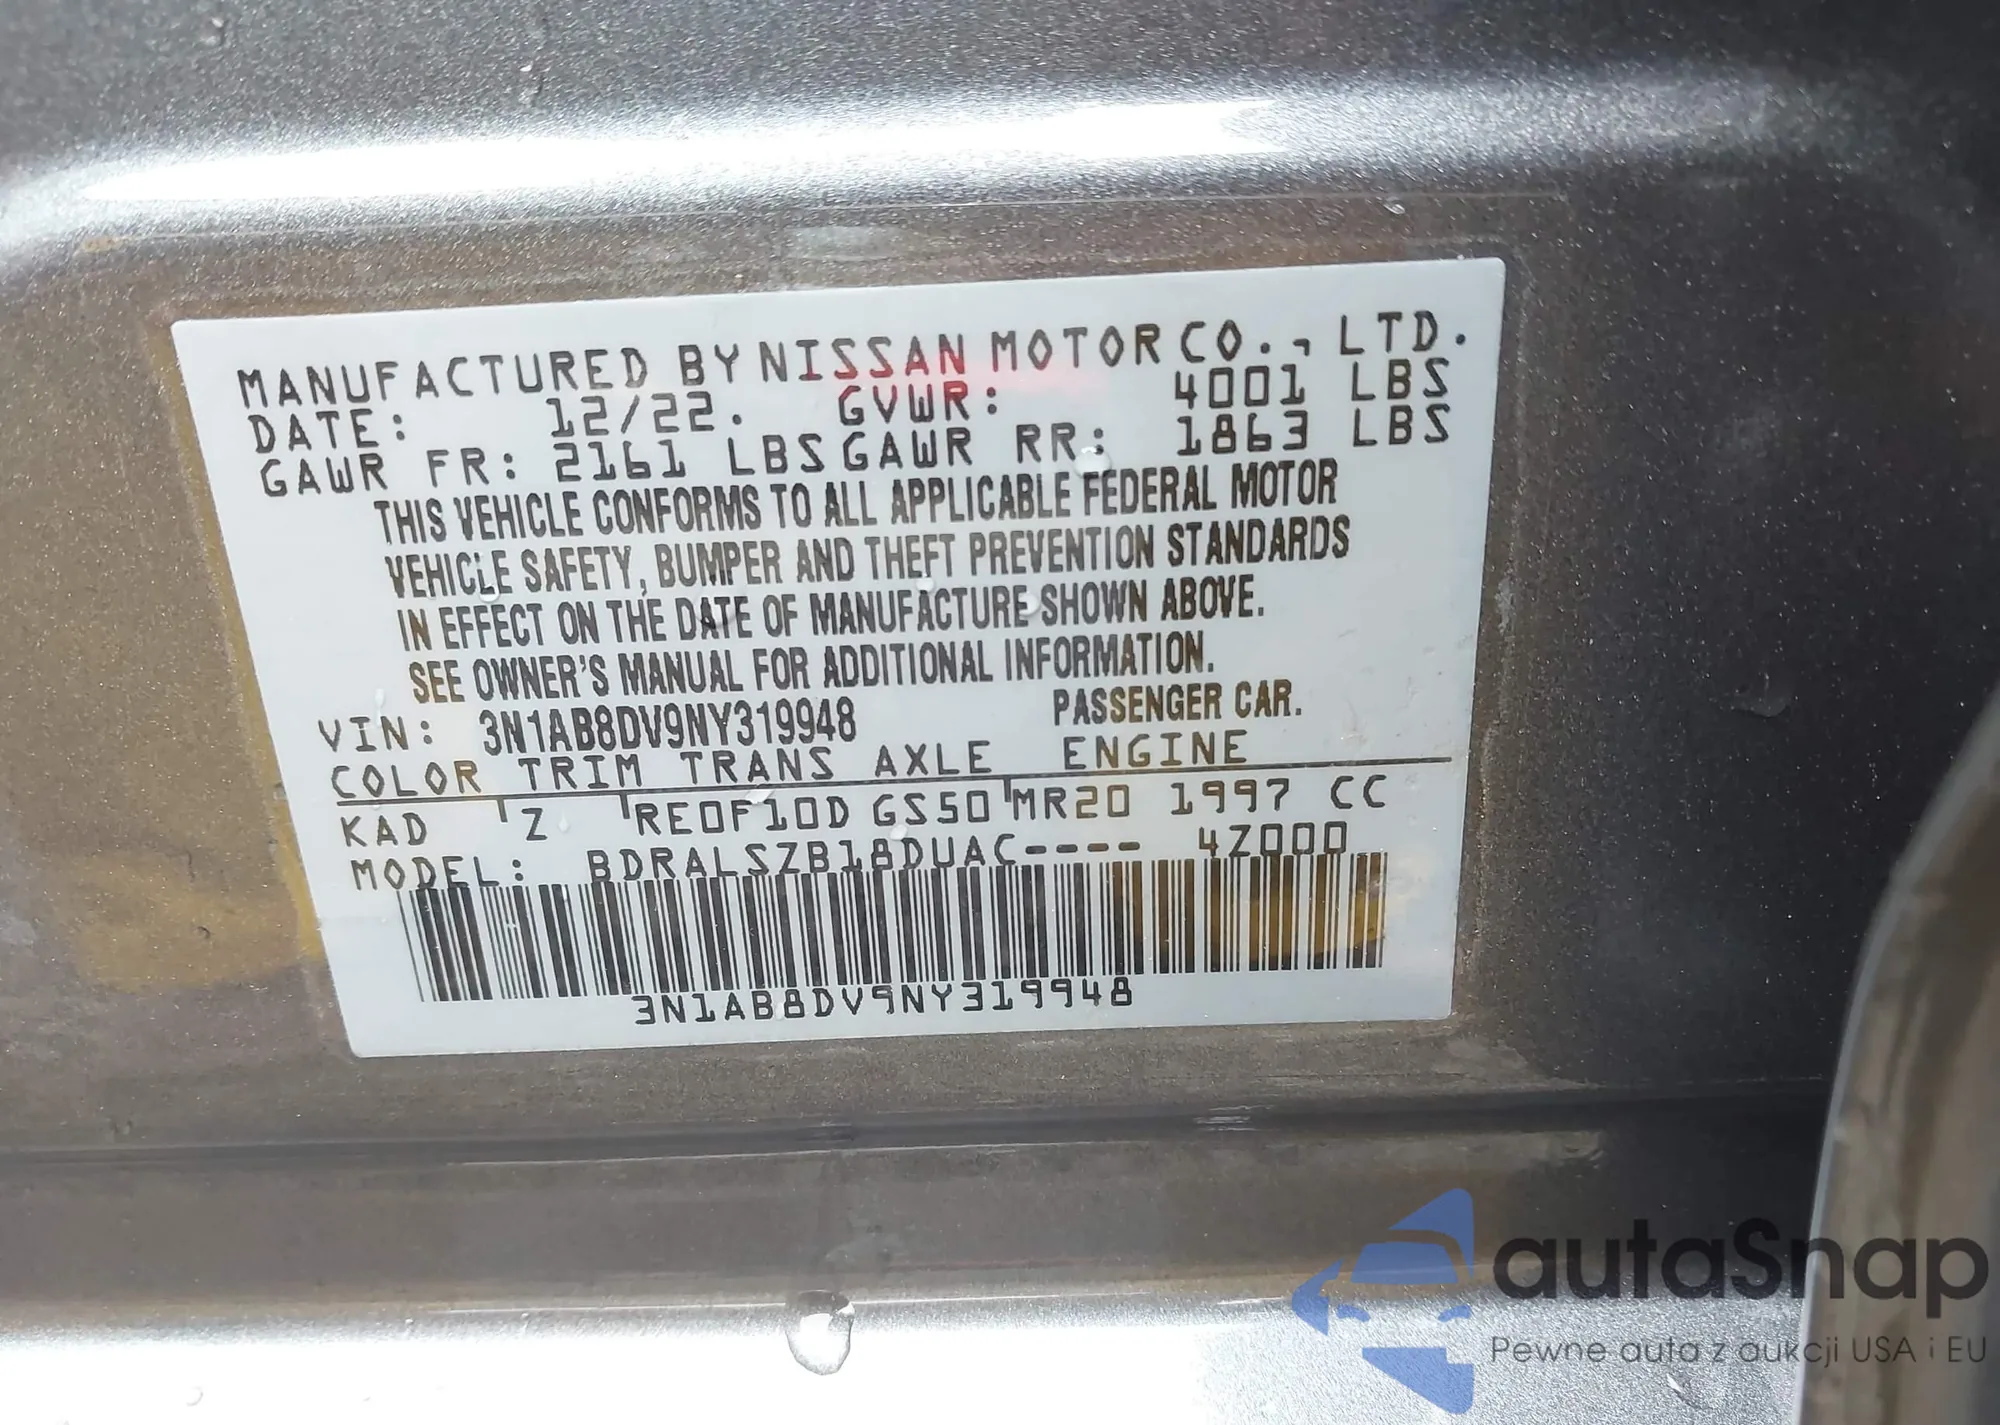 MANUFACTURED BY NISSAN MOTOR CO., LTD.
DATE: 12/22. GVWR: 4001 LBS
GAWR FR: 2161 LBS GAWR RR: 1863 LBS
THIS VEHICLE CONFORMS TO ALL APPLICABLE FEDERAL MOTOR
VEHICLE SAFETY, BUMPER AND THEFT PREVENTION STANDARDS
IN EFFECT ON THE DATE OF MANUFACTURE SHOWN ABOVE.
SEE OWNER'S MANUAL FOR ADDITIONAL INFORMATION.
VIN: 3N1AB8DV9NY319948 PASSENGER CAR.
COLOR TRIM TRANS AXLE ENGINE
KAD Z RE0F10D GS50 MR20 1997 CC
MODEL: BDRALSZB18DUAC---- 4Z000
3N1AB8DV9NY319948
autaSnap
Pewne auta z aukcji USA i EU